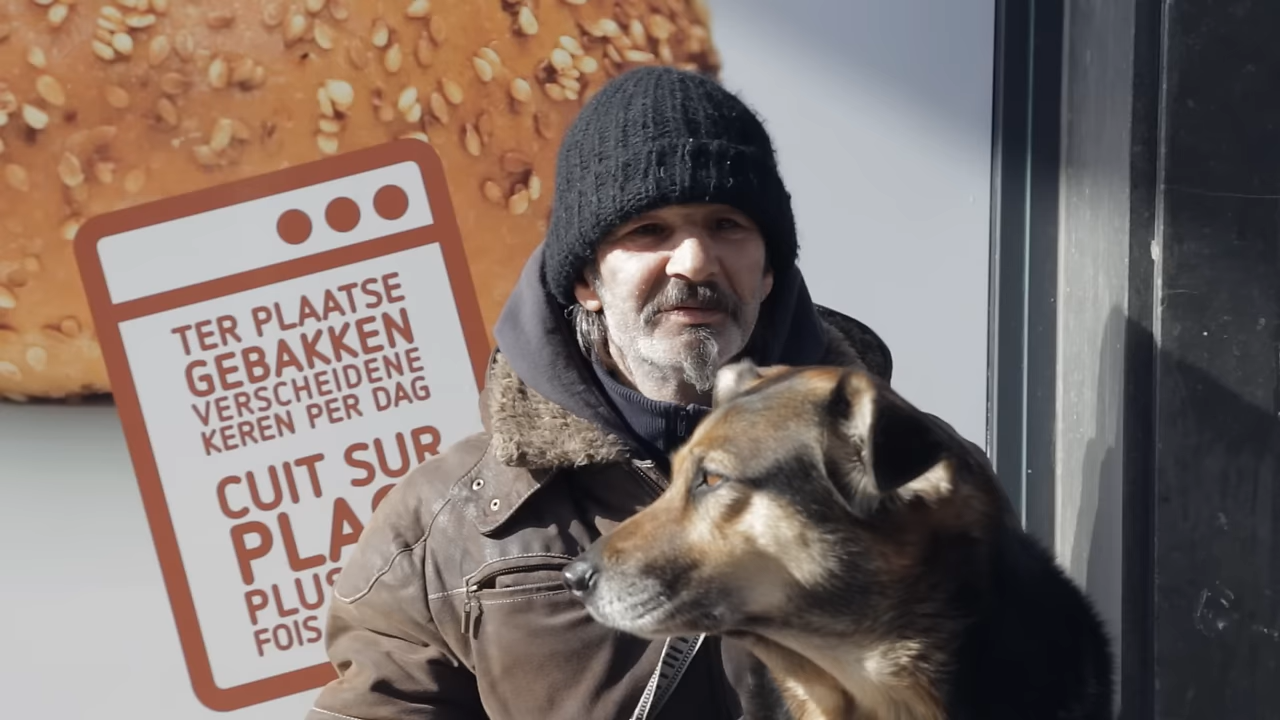 TER PLAATSE
GEBAKKEN
VERSCHEIDENE
KEREN PER DAG
CUIT SUR
PLUS
FOIS